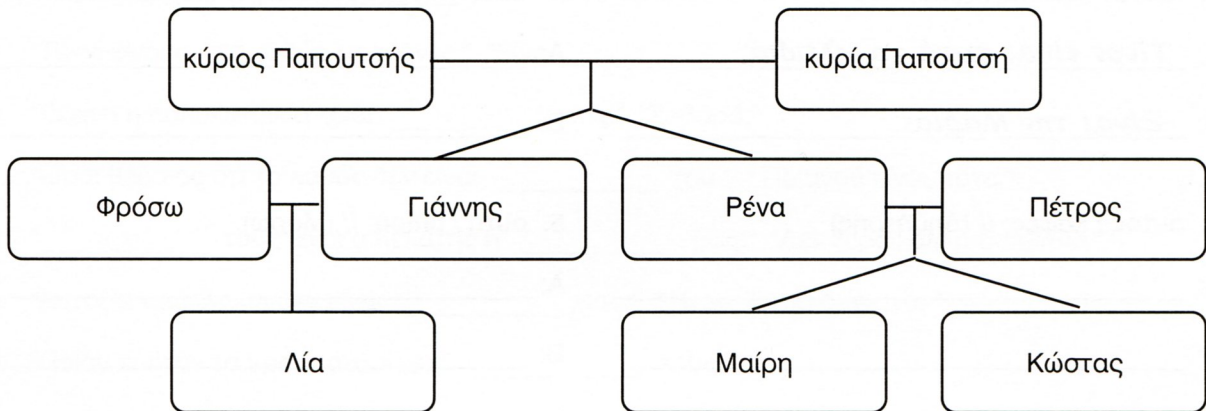 κύριος Παπουτσής
κυρία Παπουτσή
Φρόσω
Γιάννης
Ρένα
Πέτρος
Λία
Μαίρη
Κώστας